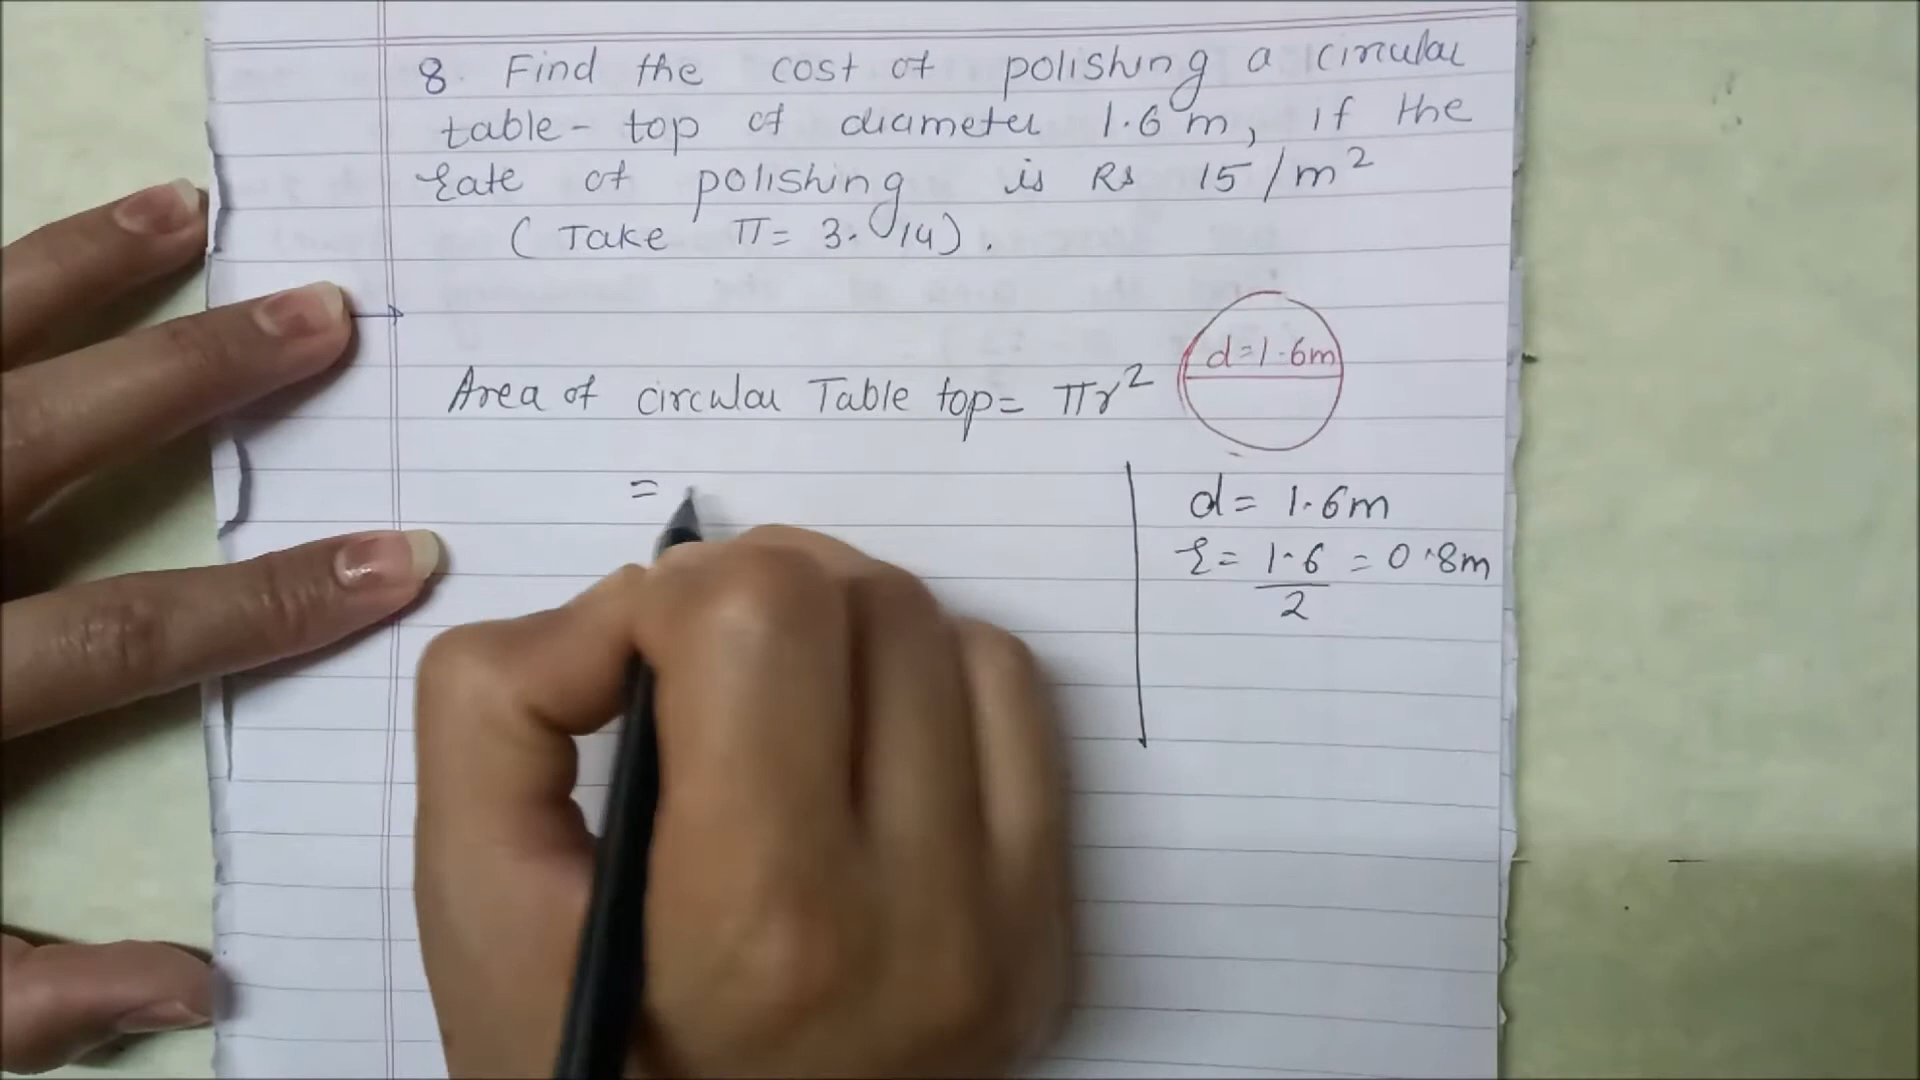 8. Find the cost of polishing a circular
table-top of diameter 1.6 m, if the
rate of polishing is Rs 15/m²
(Take π = 3.14).
d=1.6m
Area of circular Table top = πr²
=
d = 1.6m
r = 1.6/2 = 0.8m